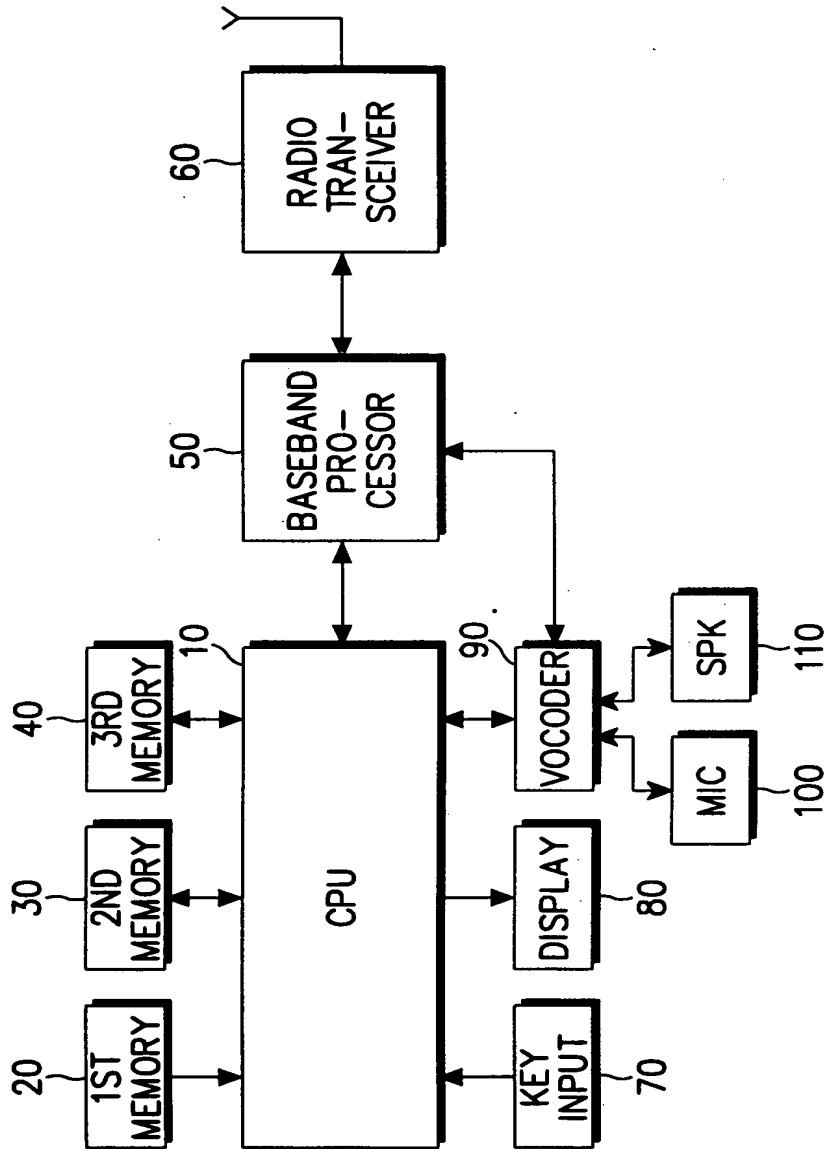 20
1ST
MEMORY
30
2ND
MEMORY
40
3RD
MEMORY
10
CPU
50
BASEBAND
PRO-
CESSOR
60
RADIO
TRAN-
SCEIVER
KEY
INPUT
70
DISPLAY
80
90
VOCODER
MIC
100
SPK
110